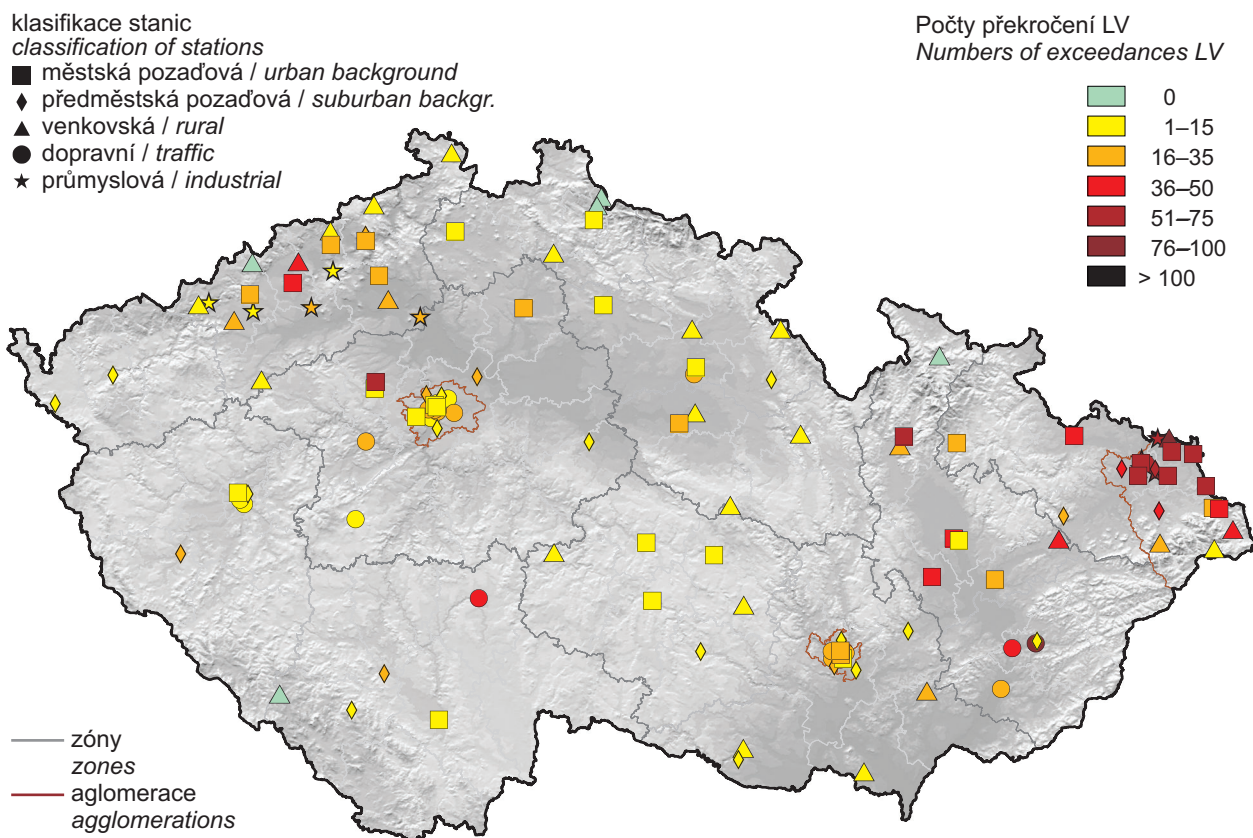 klasifikace stanic
classification of stations
městská pozaďová / urban background
předměstská pozaďová / suburban backgr.
venkovská / rural
dopravní / traffic
průmyslová / industrial
Počty překročení LV
Numbers of exceedances LV
0
1–15
16–35
36–50
51–75
76–100
> 100
zóny
zones
aglomerace
agglomerations